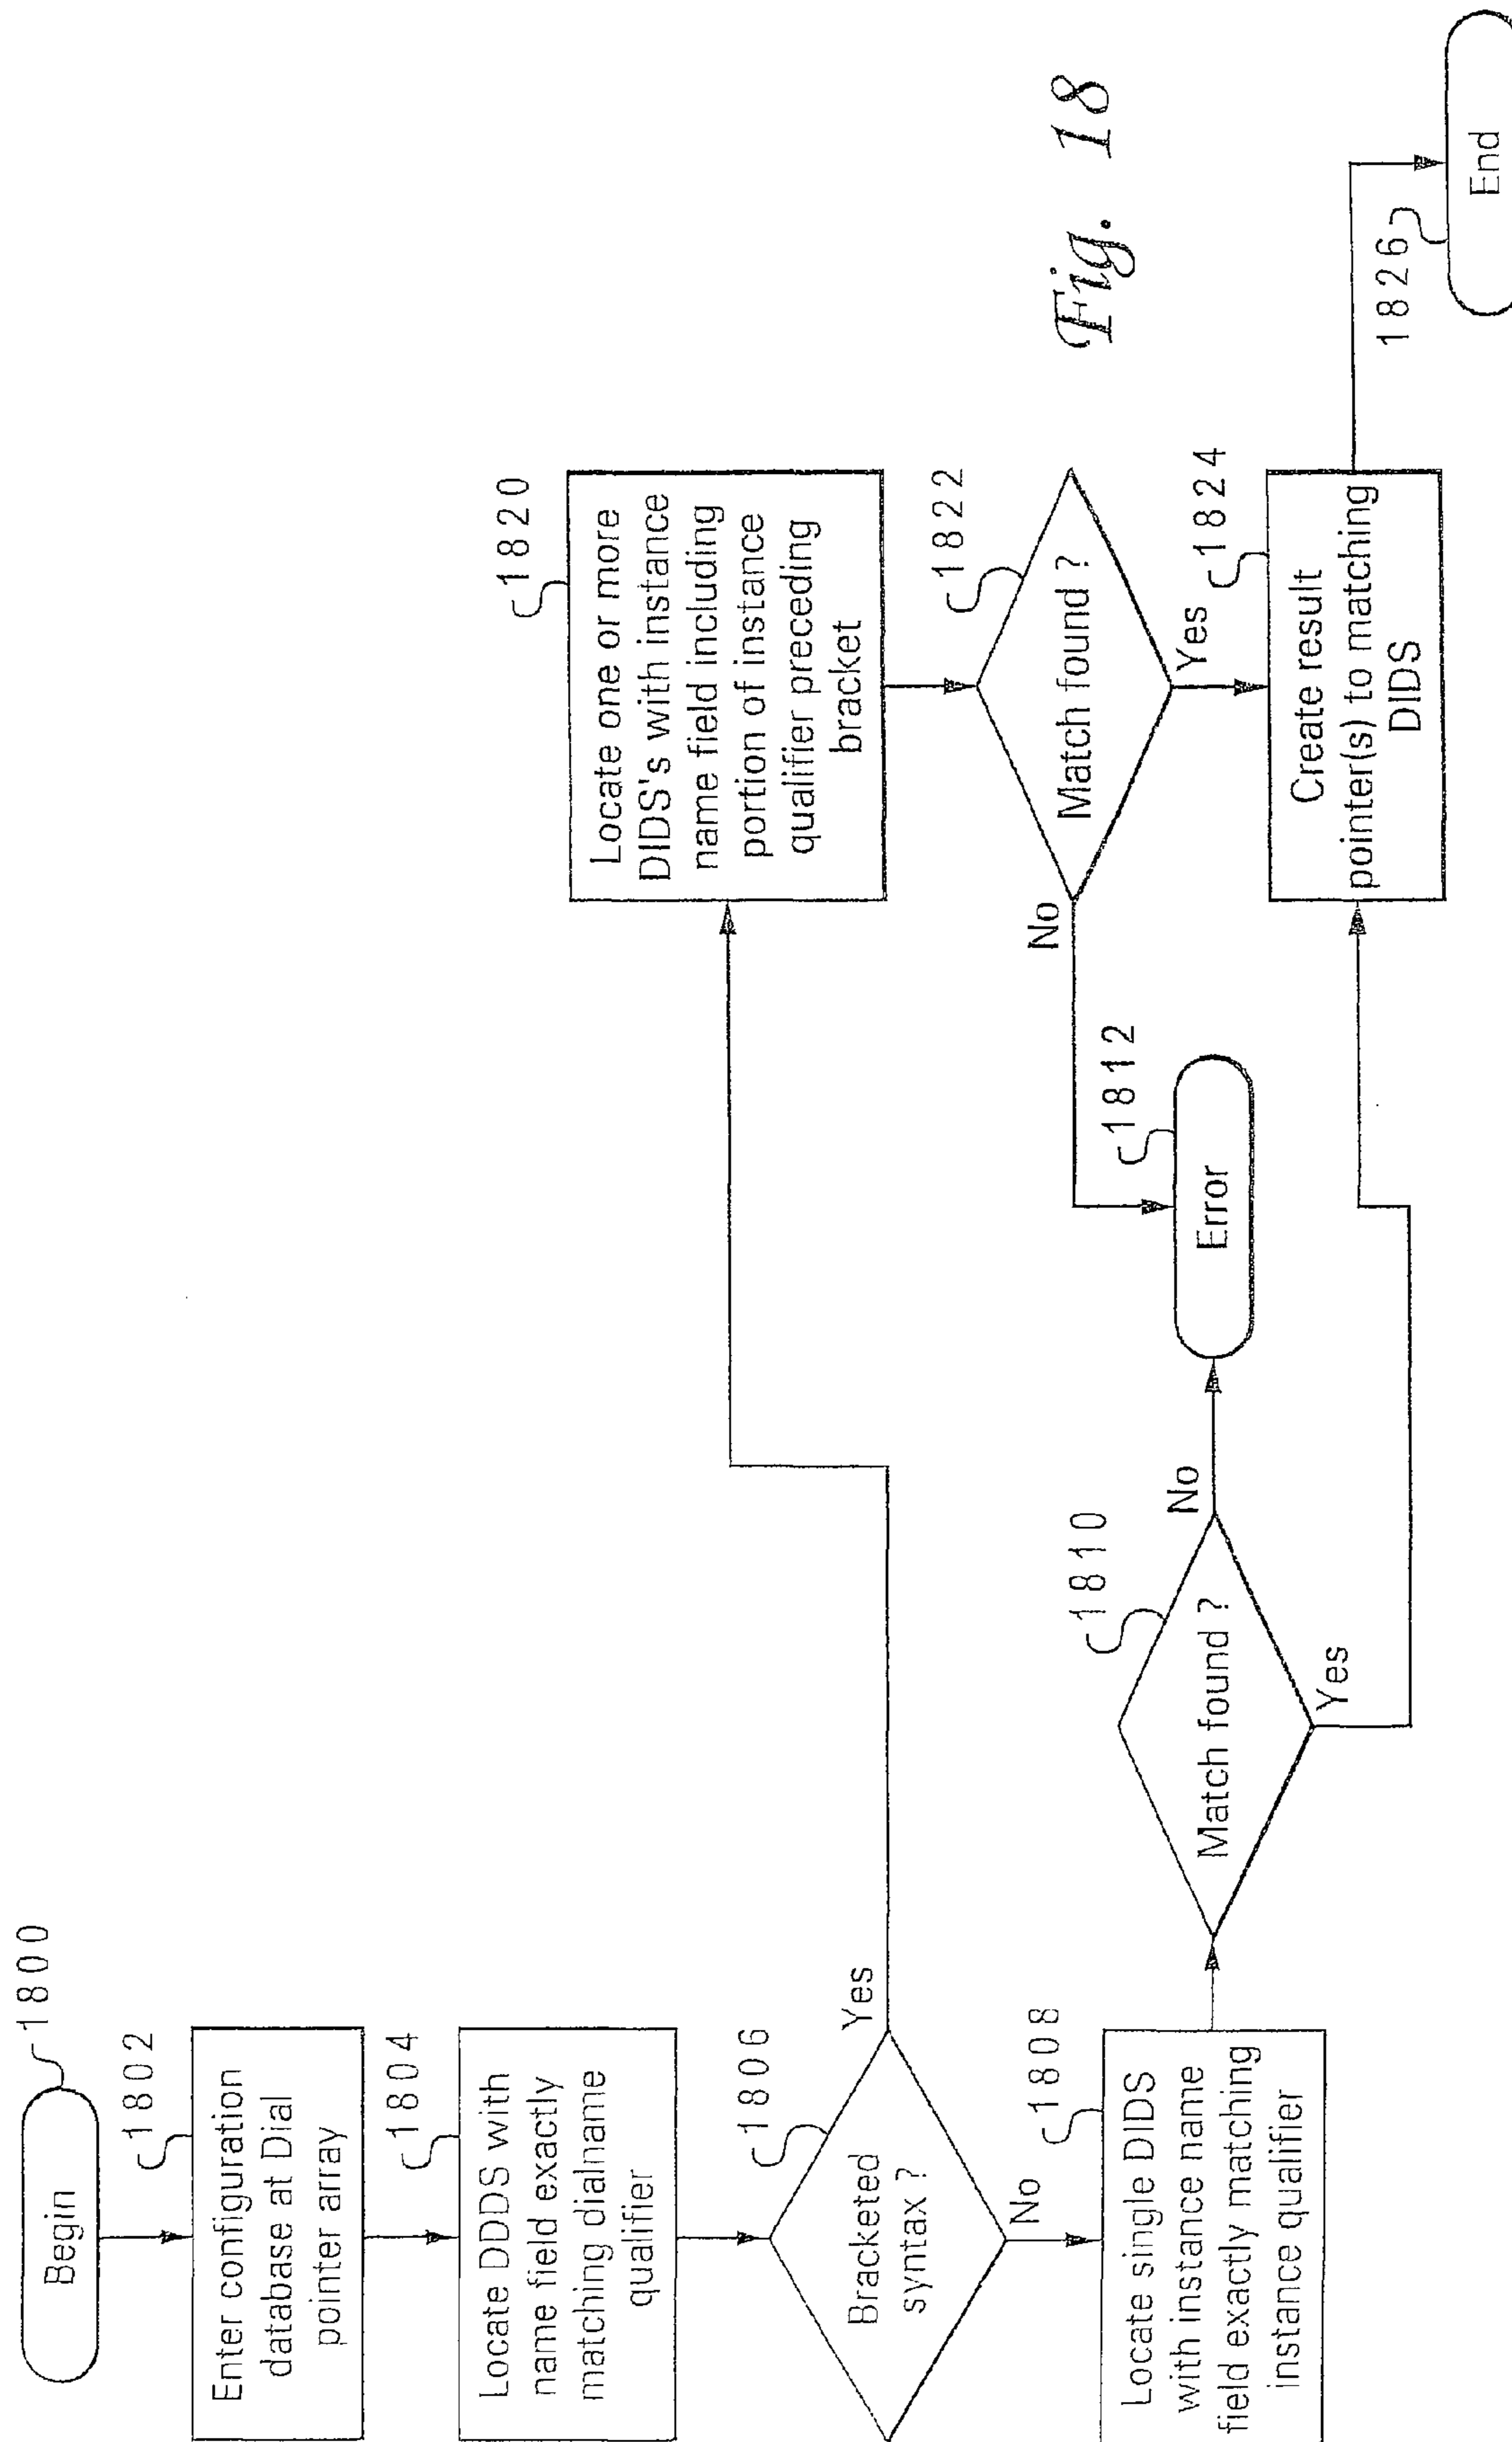 Begin
1800
1802
Enter configuration
database at Dial
pointer array
1804
Locate DDDS with
name field exactly
matching dialname
qualifier
1806
Bracketed
syntax ?
Yes
No
1808
Locate single DIDS
with instance name
field exactly matching
instance qualifier
1810
Match found ?
No
Yes
1812
Error
1820
Locate one or more
DIDS's with instance
name field including
portion of instance
qualifier preceding
bracket
1822
Match found ?
No
Yes
1824
Create result
pointer(s) to matching
DIDS
1826
End
Fig. 18